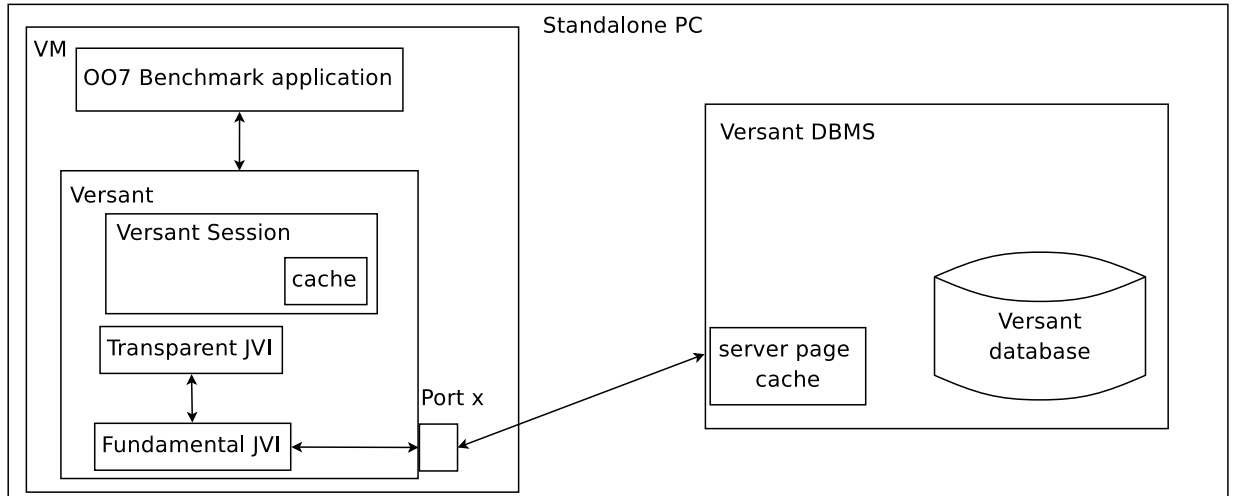 Standalone PC
VM
OO7 Benchmark application
Versant
Versant Session
cache
Transparent JVI
Fundamental JVI
Port x
Versant DBMS
server page
cache
Versant
database